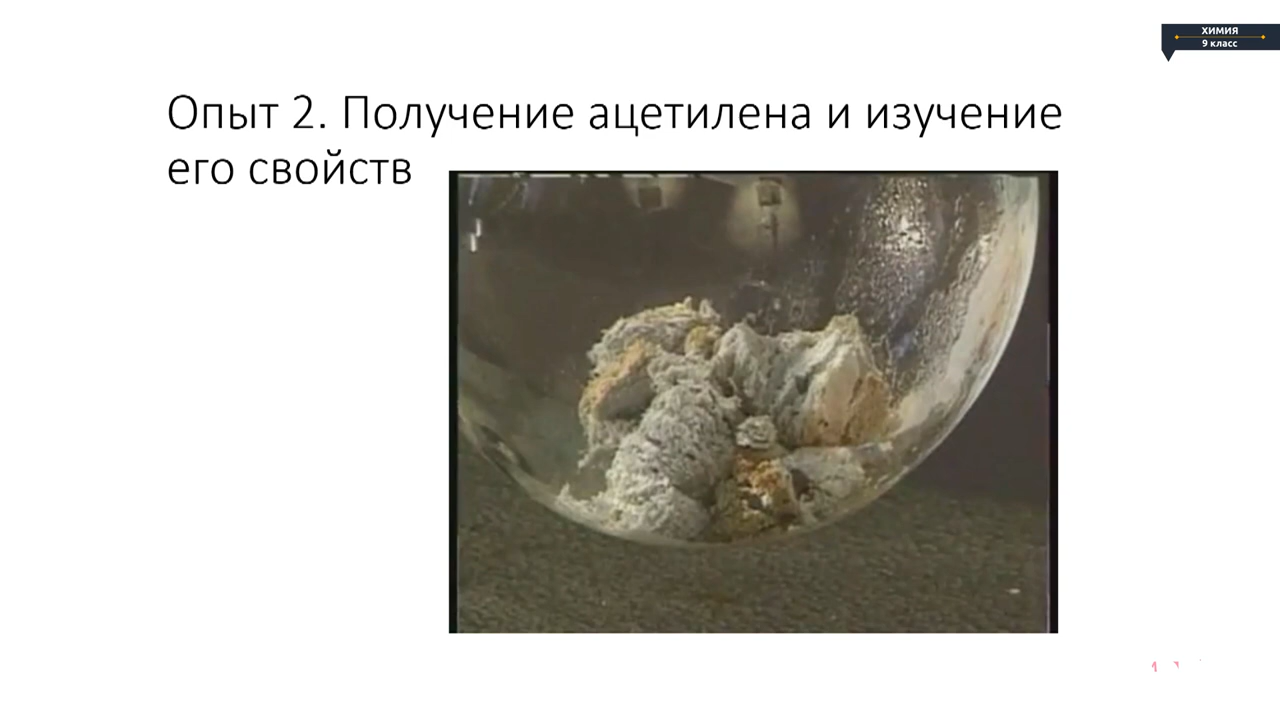 ХИМИЯ
9 класс
Опыт 2. Получение ацетилена и изучение
его свойств